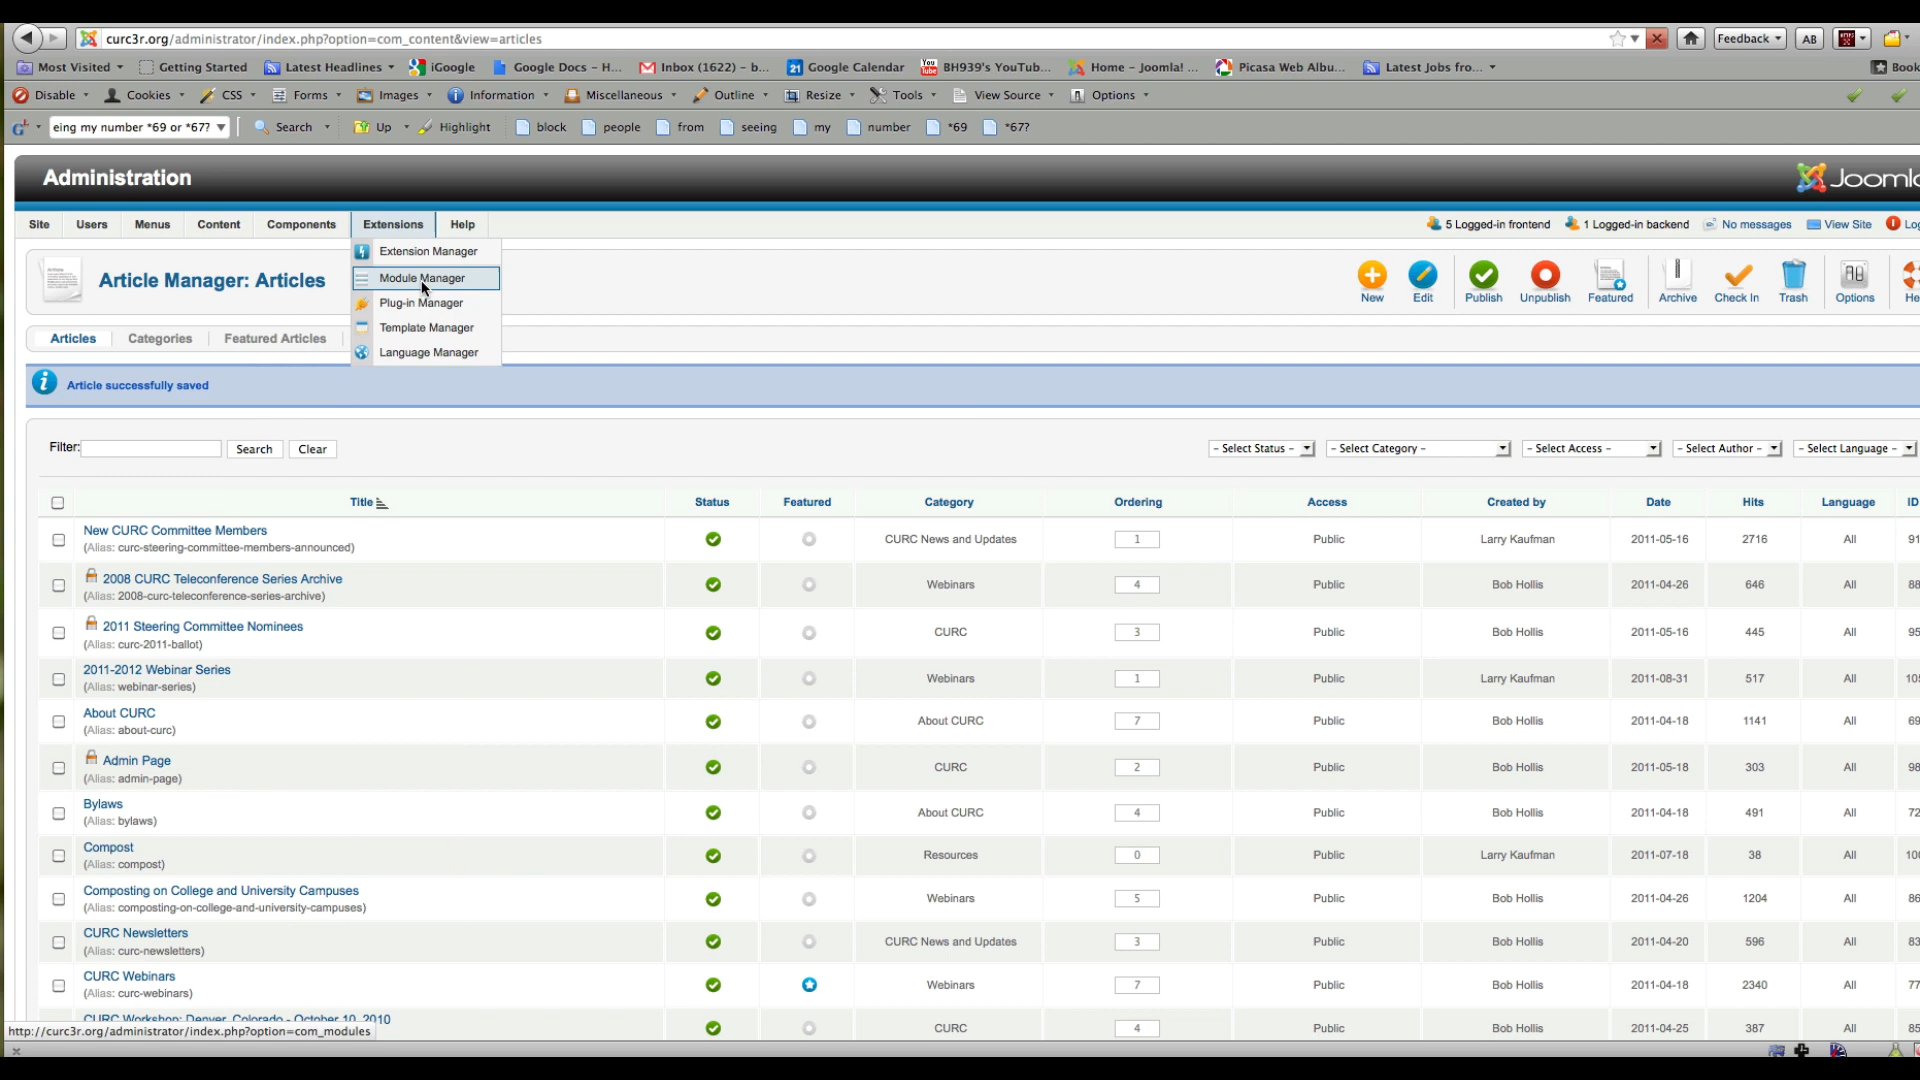 curc3r.org/administrator/index.php?option=com_content&view=articles
Feedback
ABP
Most Visited Getting Started Latest Headlines iGoogle Google Docs - H... Inbox (1622) – b... Google Calendar BH939's YouTub... Home – Joomla! ... Picasa Web Albu... Latest Jobs fro... Book
Disable Cookies CSS Forms Images Information Miscellaneous Outline Resize Tools View Source Options
eing my number *69 or *67? Search Up Highlight block people from seeing my number *69 *67?
Administration
Site Users Menus Content Components Extensions Help 5 Logged-in frontend 1 Logged-in backend No messages View Site
Extension Manager
Module Manager
Plug-in Manager
Template Manager
Language Manager
Article Manager: Articles
New Edit Publish Unpublish Featured Archive Check In Trash Options
Articles Categories Featured Articles
Article successfully saved
Filter: Search Clear - Select Status - - Select Category - - Select Access - - Select Author - - Select Language -
Title Status Featured Category Ordering Access Created by Date Hits Language ID
New CURC Committee Members CURC News and Updates 1 Public Larry Kaufman 2011-05-16 2716 All
(Alias: curc-steering-committee-members-announced)
2008 CURC Teleconference Series Archive Webinars 4 Public Bob Hollis 2011-04-26 646 All
(Alias: 2008-curc-teleconference-series-archive)
2011 Steering Committee Nominees CURC 3 Public Bob Hollis 2011-05-16 445 All
(Alias: curc-2011-ballot)
2011-2012 Webinar Series Webinars 1 Public Larry Kaufman 2011-08-31 517 All
(Alias: webinar-series)
About CURC About CURC 7 Public Bob Hollis 2011-04-18 1141 All
(Alias: about-curc)
Admin Page CURC 2 Public Bob Hollis 2011-05-18 303 All
(Alias: admin-page)
Bylaws About CURC 4 Public Bob Hollis 2011-04-18 491 All
(Alias: bylaws)
Compost Resources 0 Public Larry Kaufman 2011-07-18 38 All
(Alias: compost)
Composting on College and University Campuses Webinars 5 Public Bob Hollis 2011-04-26 1204 All
(Alias: composting-on-college-and-university-campuses)
CURC Newsletters CURC News and Updates 3 Public Bob Hollis 2011-04-20 596 All
(Alias: curc-newsletters)
CURC Webinars Webinars 7 Public Bob Hollis 2011-04-18 2340 All
(Alias: curc-webinars)
CURC Workshop: Denver, Colorado - October 10, 2010 CURC 4 Public Bob Hollis 2011-04-25 387 All
http://curc3r.org/administrator/index.php?option=com_modules